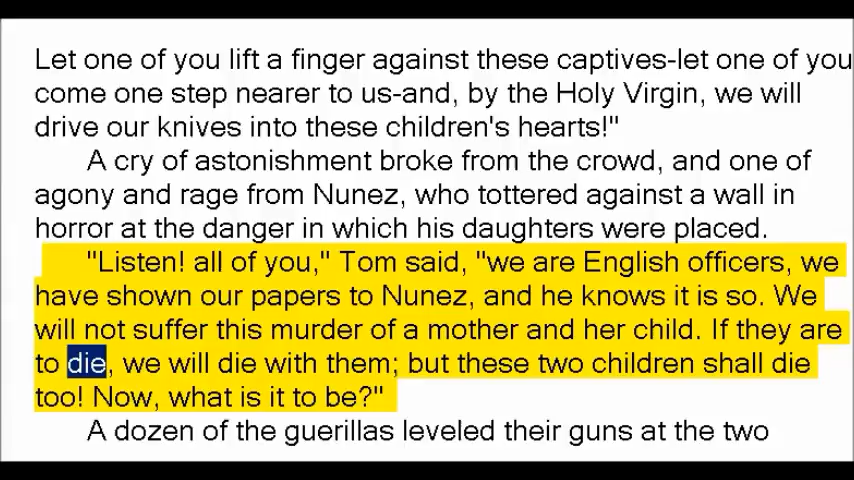 Let one of you lift a finger against these captives-let one of you
come one step nearer to us-and, by the Holy Virgin, we will
drive our knives into these children's hearts!"
A cry of astonishment broke from the crowd, and one of
agony and rage from Nunez, who tottered against a wall in
horror at the danger in which his daughters were placed.
"Listen! all of you," Tom said, "we are English officers, we
have shown our papers to Nunez, and he knows it is so. We
will not suffer this murder of a mother and her child. If they are
to die, we will die with them; but these two children shall die
too! Now, what is it to be?"
A dozen of the guerillas leveled their guns at the two